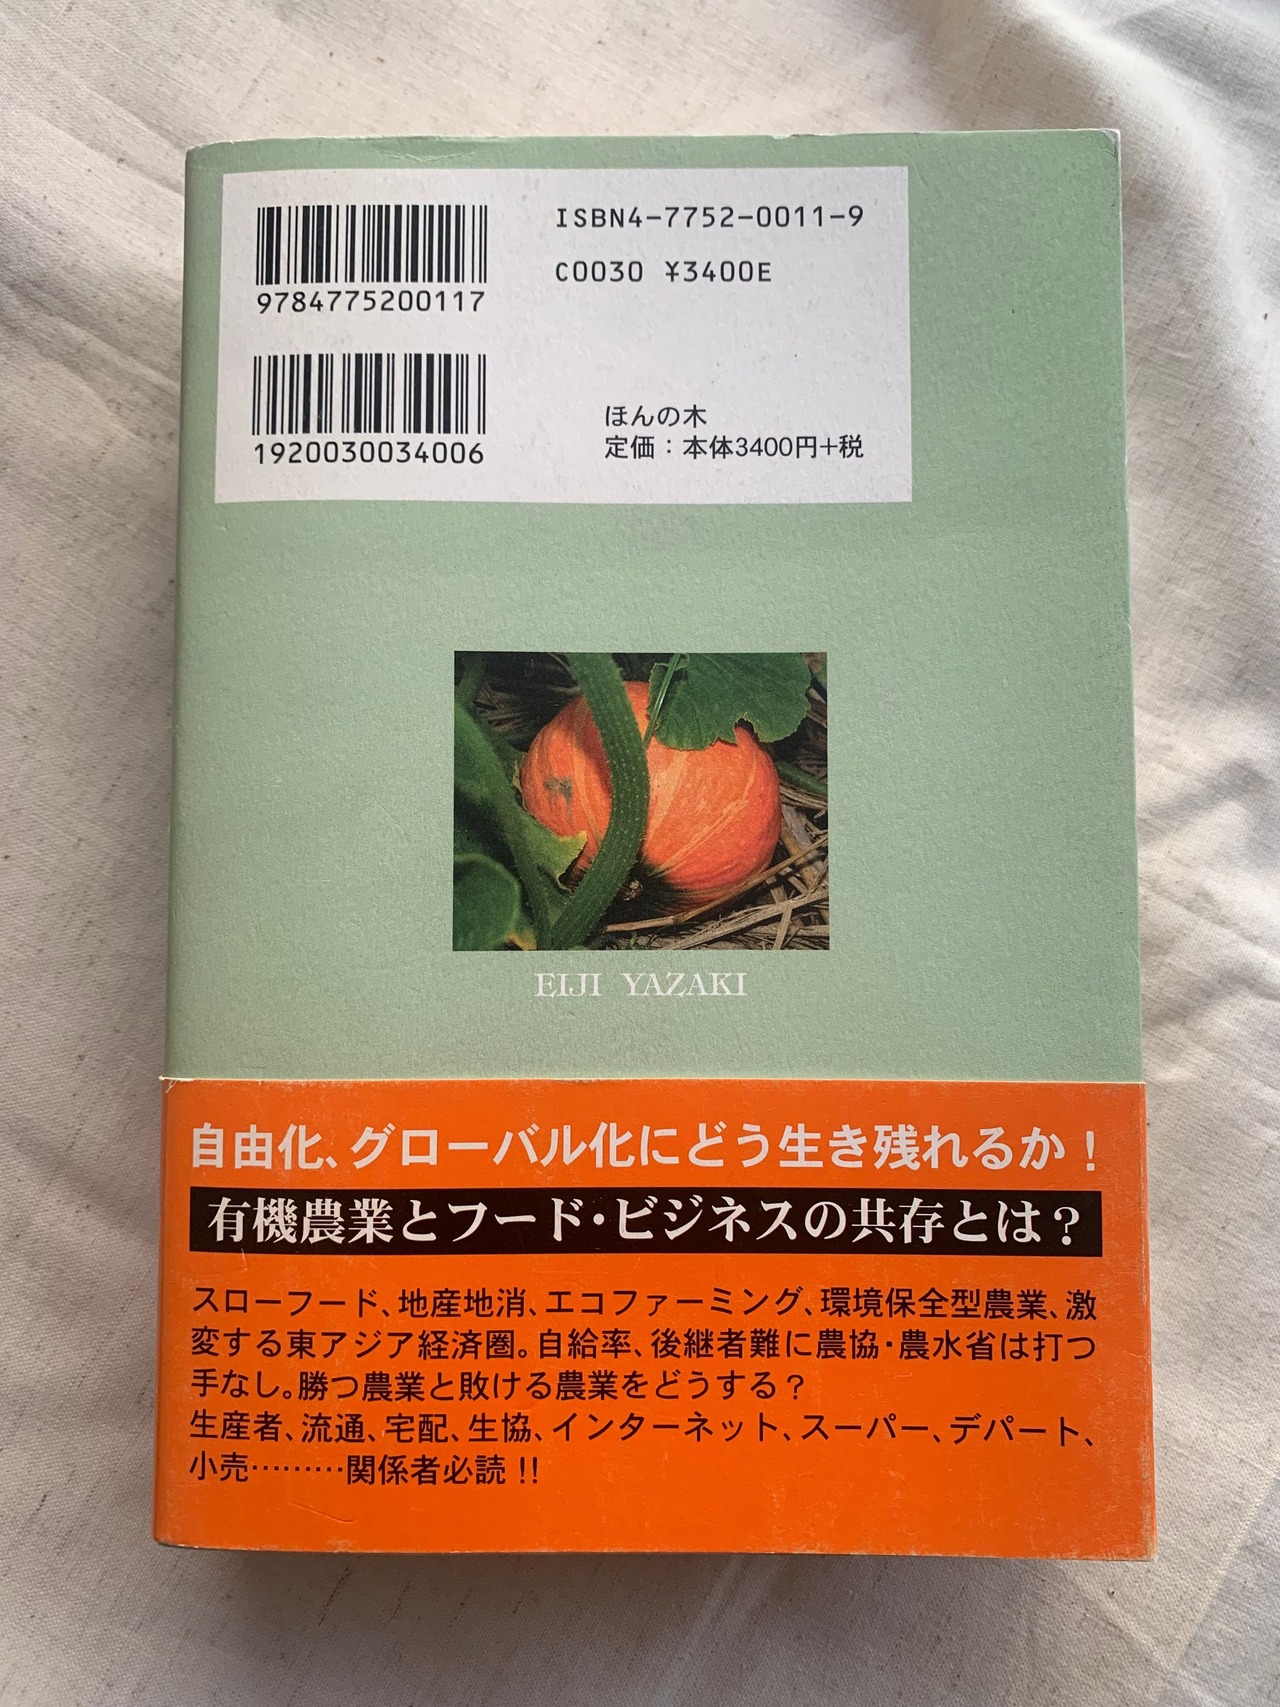 ISBN4-7752-0011-9
C0030 ¥3400E
9784775200117
1920030034006
ほんの木
定価：本体3400円+税
EIJI YAZAKI
自由化、グローバル化にどう生き残れるか！
有機農業とフード・ビジネスの共存とは？
スローフード、地産地消、エコファーミング、環境保全型農業、激
変する東アジア経済圏。自給率、後継者難に農協・農水省は打つ
手なし。勝つ農業と敗ける農業をどうする？
生産者、流通、宅配、生協、インターネット、スーパー、デパート、
小売………関係者必読!!